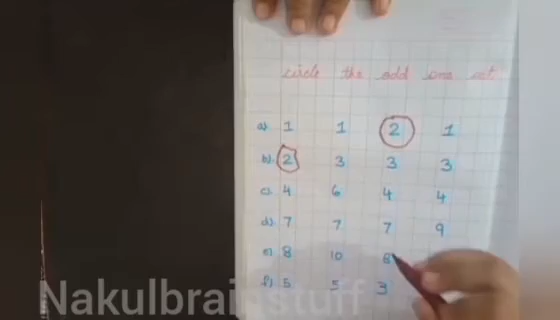 circle the odd one out
a) 1 1 2 1
b) 2 3 3 3
c) 4 6 4 4
d) 7 7 7 9
e) 8 10 8
f) 5 5 3
Nakulbrainstuff